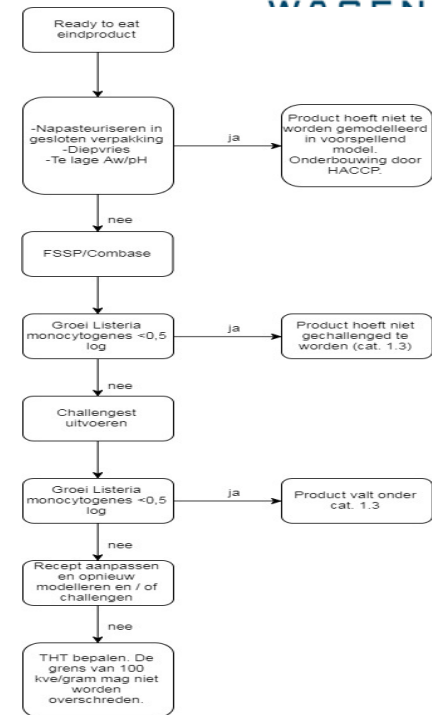 Ready to eat
eindproduct
-Napasteuriseren in
gesloten verpakking
-Diepvries
-Te lage Aw/pH
ja
Product hoeft niet te
worden gemodelleerd
in voorspellend
model.
Onderbouwing door
HACCP.
nee
FSSP/Combase
Groei Listeria
monocytogenes <0,5
log
ja
Product hoeft niet
gechallenged te
worden (cat. 1.3)
nee
Challengest
uitvoeren
Groei Listeria
monocytogenes <0,5
log
ja
Product valt onder
cat. 1.3
nee
Recept aanpassen
en opnieuw
modelleren en / of
challengen
nee
THT bepalen. De
grens van 100
kve/gram mag niet
worden
overschreden.